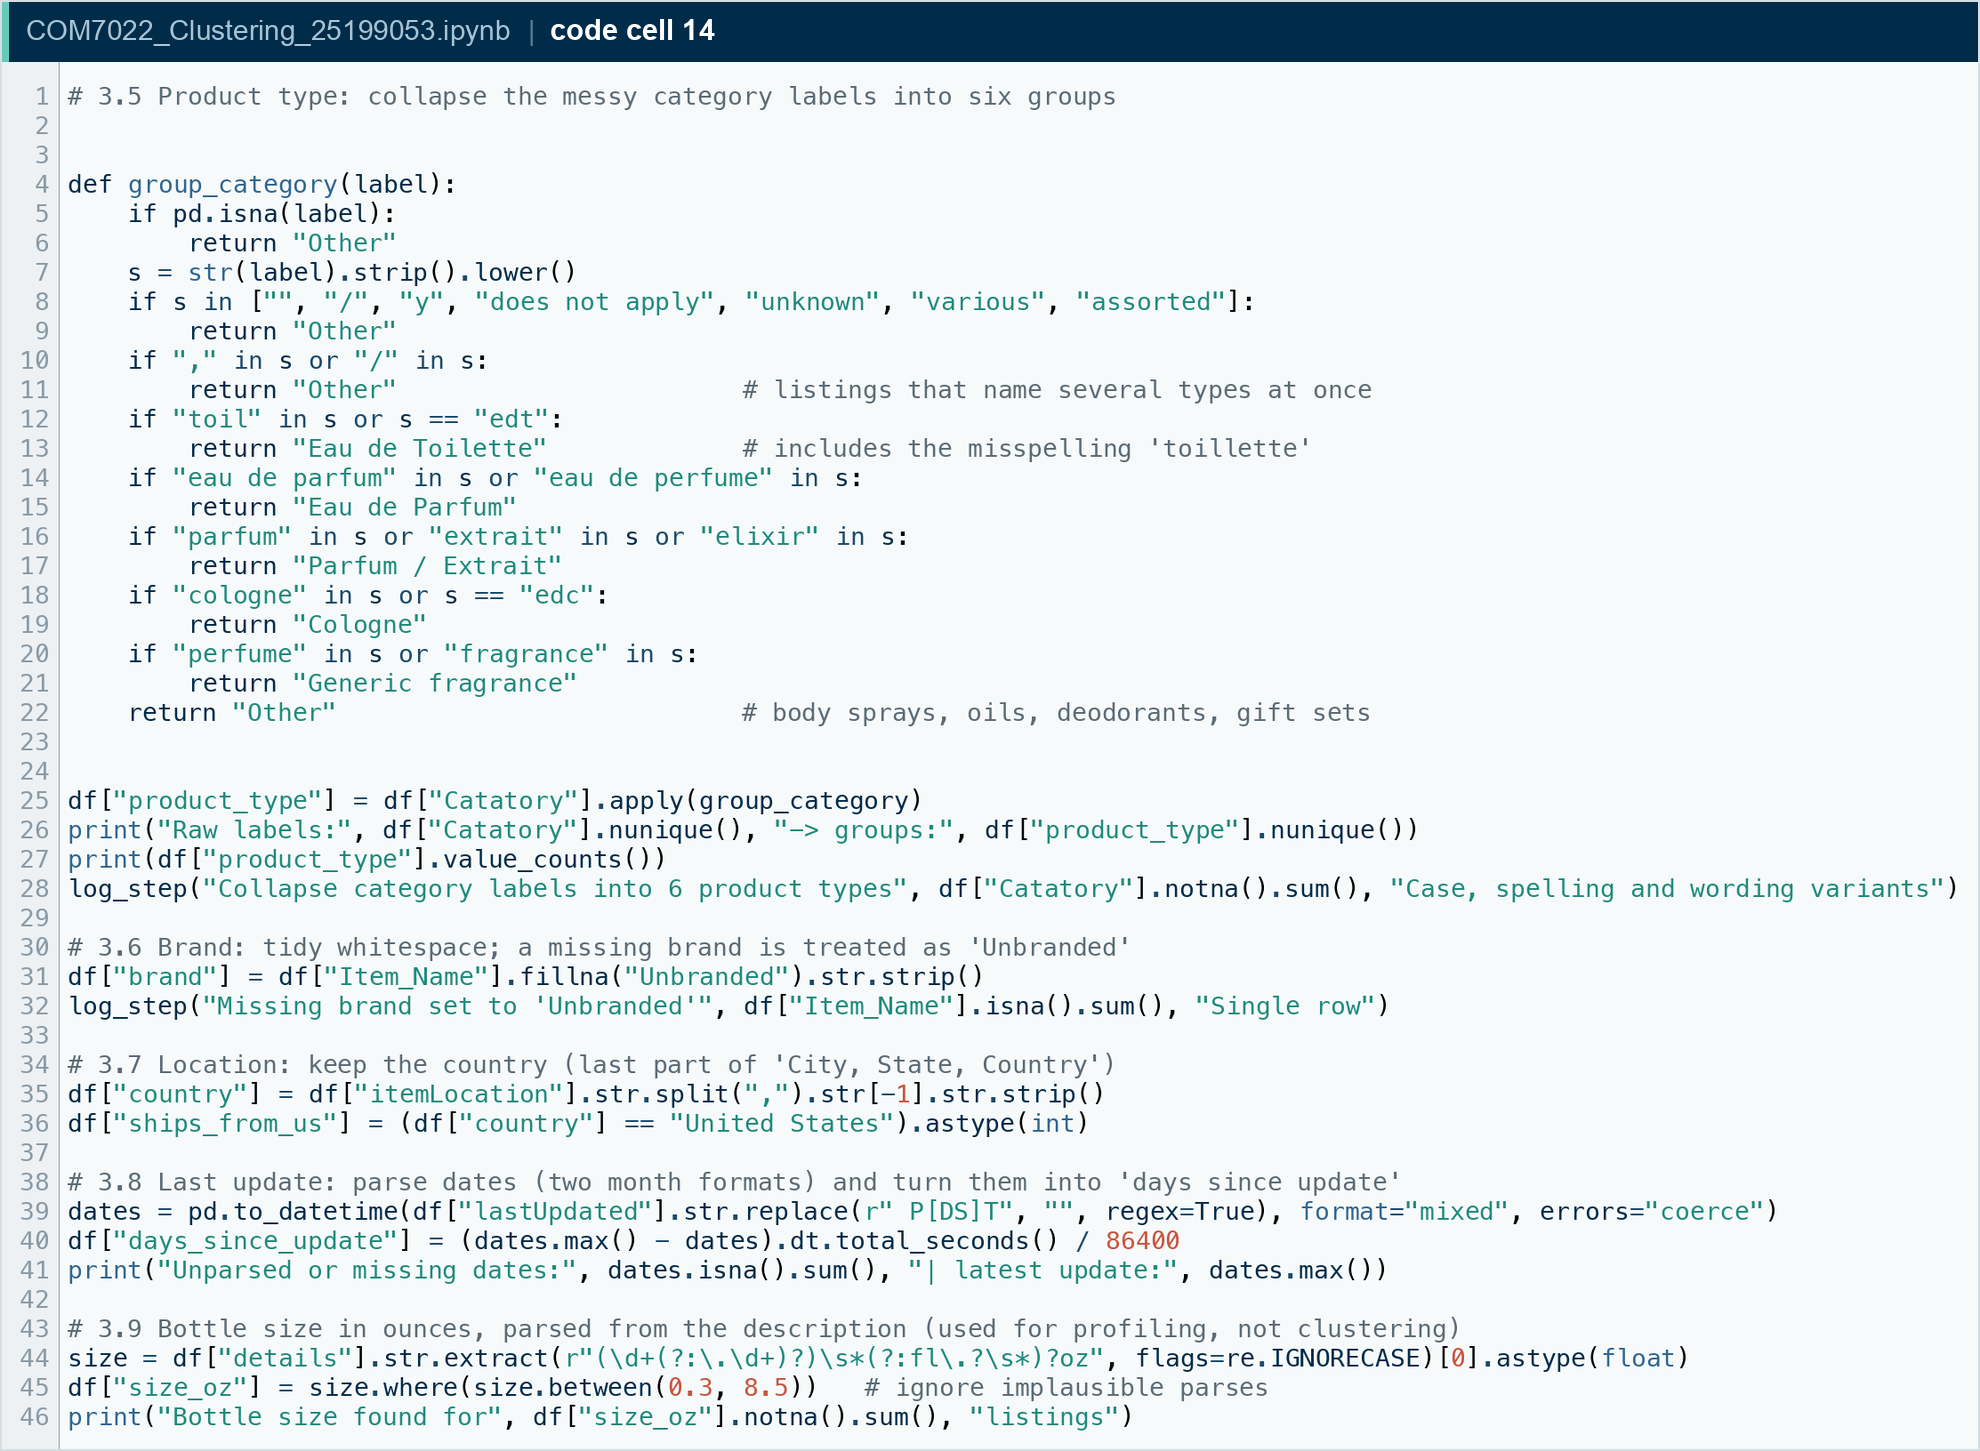 COM7022_Clustering_25199053.ipynb | code cell 14
1 # 3.5 Product type: collapse the messy category labels into six groups
2
3
4 def group_category(label):
5     if pd.isna(label):
6         return "Other"
7     s = str(label).strip().lower()
8     if s in ["", "/", "y", "does not apply", "unknown", "various", "assorted"]:
9         return "Other"
10     if "," in s or "/" in s:
11         return "Other"                       # listings that name several types at once
12     if "toil" in s or s == "edt":
13         return "Eau de Toilette"             # includes the misspelling 'toillette'
14     if "eau de parfum" in s or "eau de perfume" in s:
15         return "Eau de Parfum"
16     if "parfum" in s or "extrait" in s or "elixir" in s:
17         return "Parfum / Extrait"
18     if "cologne" in s or s == "edc":
19         return "Cologne"
20     if "perfume" in s or "fragrance" in s:
21         return "Generic fragrance"
22     return "Other"                           # body sprays, oils, deodorants, gift sets
23
24
25 df["product_type"] = df["Catatory"].apply(group_category)
26 print("Raw labels:", df["Catatory"].nunique(), "-> groups:", df["product_type"].nunique())
27 print(df["product_type"].value_counts())
28 log_step("Collapse category labels into 6 product types", df["Catatory"].notna().sum(), "Case, spelling and wording variants")
29
30 # 3.6 Brand: tidy whitespace; a missing brand is treated as 'Unbranded'
31 df["brand"] = df["Item_Name"].fillna("Unbranded").str.strip()
32 log_step("Missing brand set to 'Unbranded'", df["Item_Name"].isna().sum(), "Single row")
33
34 # 3.7 Location: keep the country (last part of 'City, State, Country')
35 df["country"] = df["itemLocation"].str.split(",").str[-1].str.strip()
36 df["ships_from_us"] = (df["country"] == "United States").astype(int)
37
38 # 3.8 Last update: parse dates (two month formats) and turn them into 'days since update'
39 dates = pd.to_datetime(df["lastUpdated"].str.replace(r" P[DS]T", "", regex=True), format="mixed", errors="coerce")
40 df["days_since_update"] = (dates.max() - dates).dt.total_seconds() / 86400
41 print("Unparsed or missing dates:", dates.isna().sum(), "| latest update:", dates.max())
42
43 # 3.9 Bottle size in ounces, parsed from the description (used for profiling, not clustering)
44 size = df["details"].str.extract(r"(\d+(?:\.\d+)?)\s*(?:fl\.?\s*)?oz", flags=re.IGNORECASE)[0].astype(float)
45 df["size_oz"] = size.where(size.between(0.3, 8.5))   # ignore implausible parses
46 print("Bottle size found for", df["size_oz"].notna().sum(), "listings")